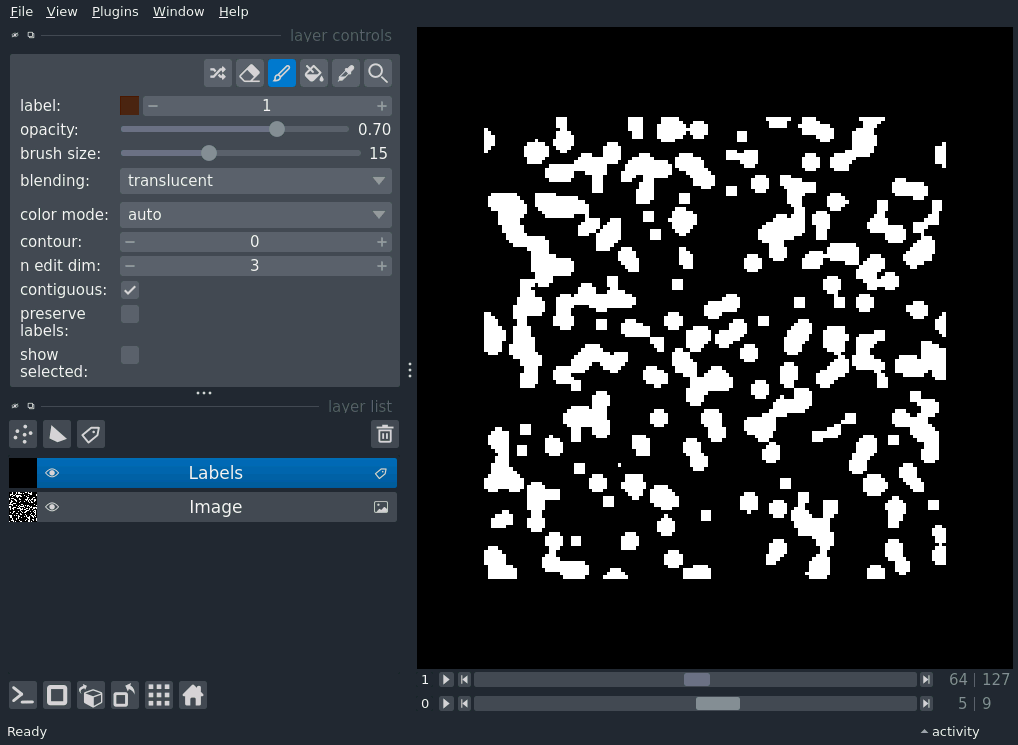 File View Plugins Window Help
layer controls
label: 1
opacity: 0.70
brush size: 15
blending: translucent
color mode: auto
contour: 0
n edit dim: 3
contiguous:
preserve
labels:
show
selected:
layer list
Labels
Image
1 64 | 127
0 5 | 9
Ready activity